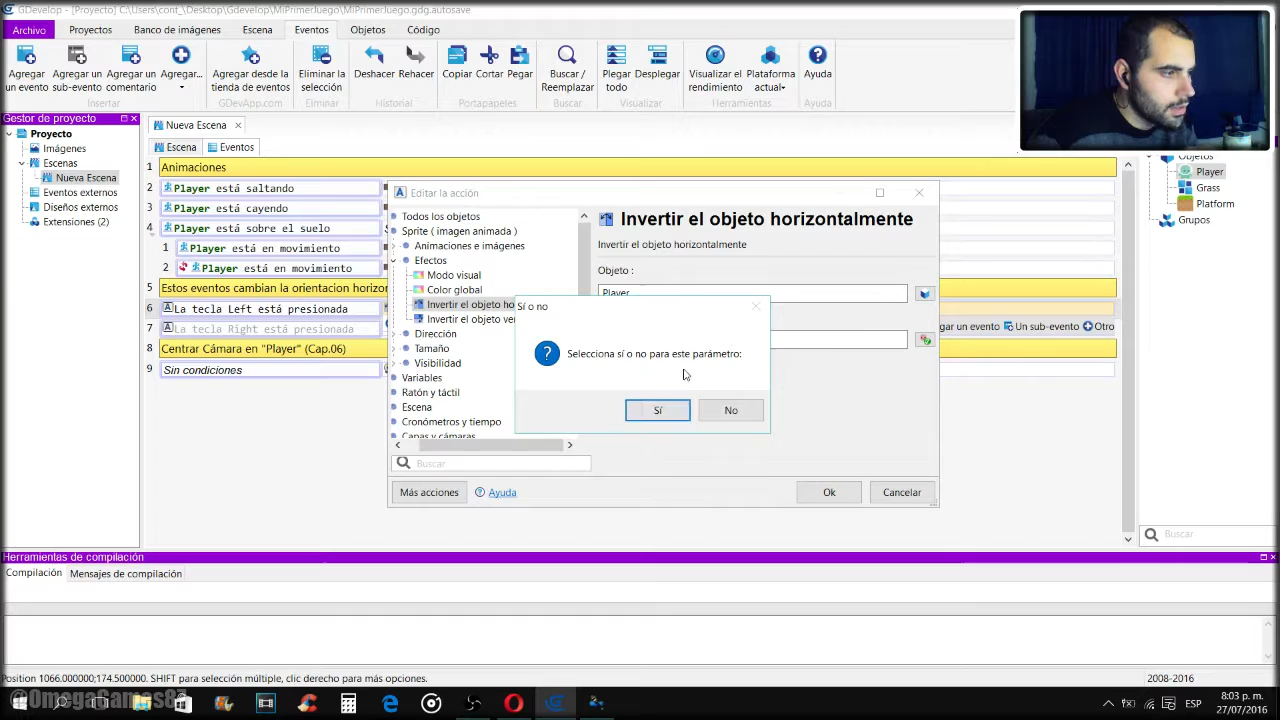 GDevelop - [Proyecto] C:\Users\cont_\Desktop\Gdevelop\MiPrimerJuego\MiPrimerJuego.gdg.autosave
Archivo Proyectos Banco de imágenes Escena Eventos Objetos Código
Agregar un evento
Agregar un sub-evento
Agregar un comentario
Agregar...
Agregar desde la tienda de eventos
Eliminar la selección
Deshacer
Rehacer
Copiar
Cortar
Pegar
Buscar / Reemplazar
Plegar todo
Desplegar
Visualizar el rendimiento
Plataforma actual
Ayuda
Insertar GDevApp.com Eliminar Historial Portapapeles Buscar Visualizar Herramientas Ayuda
Gestor de proyecto
Proyecto
Imágenes
Escenas
Nueva Escena
Eventos externos
Diseños externos
Extensiones (2)
Nueva Escena
Escena Eventos
1 Animaciones
2 Player está saltando
3 Player está cayendo
4 Player está sobre el suelo
1 Player está en movimiento
2 Player está en movimiento
5 Estos eventos cambian la orientacion horizon
6 La tecla Left está presionada
7 La tecla Right está presionada
8 Centrar Cámara en "Player" (Cap.06)
9 Sin condiciones
gar un evento Un sub-evento Otro
Editar la acción
Todos los objetos
Sprite ( imagen animada )
Animaciones e imágenes
Efectos
Modo visual
Color global
Invertir el objeto ho
Invertir el objeto ver
Dirección
Tamaño
Visibilidad
Variables
Ratón y táctil
Escena
Cronómetros y tiempo
Capas y cámaras
Buscar
Más acciones
Ayuda
Invertir el objeto horizontalmente
Invertir el objeto horizontalmente
Objeto :
Player
Ok
Cancelar
Sí o no
Selecciona sí o no para este parámetro:
Sí
No
Objetos
Player
Grass
Platform
Grupos
Buscar
Herramientas de compilación
Compilación Mensajes de compilación
Position 1066.000000;174.500000. SHIFT para selección múltiple, clic derecho para más opciones.
2008-2016
@OmegaGames87
ESP
8:03 p. m.
27/07/2016